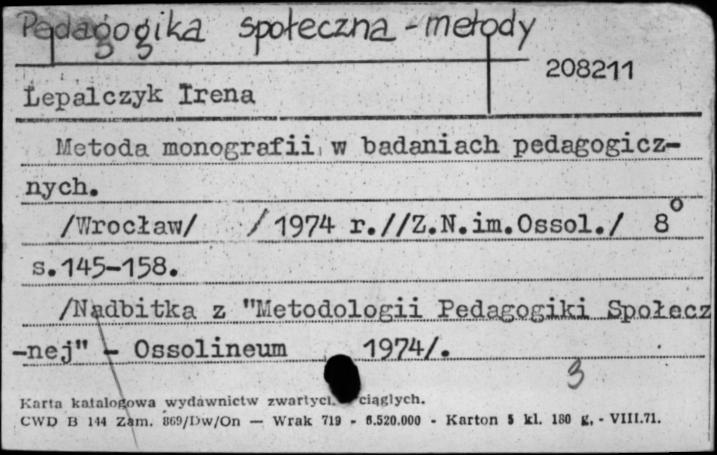 Pedagogika społeczna - metody
208211
Lepalczyk Irena
Metoda monografii w badaniach pedagogicz-
nych.
/Wrocław/ / 1974 r.//Z.N.im.Ossol./ 8°
s.145-158.
/Nadbitka z "Metodologii Pedagogiki Społecz
-nej" - Ossolineum 1974/.
3
Karta katalogowa wydawnictw zwartych ciągłych.
CWD B 144 Zam. 869/Dw/On — Wrak 719 - 6.520.000 - Karton 5 kl. 180 g. - VIII.71.